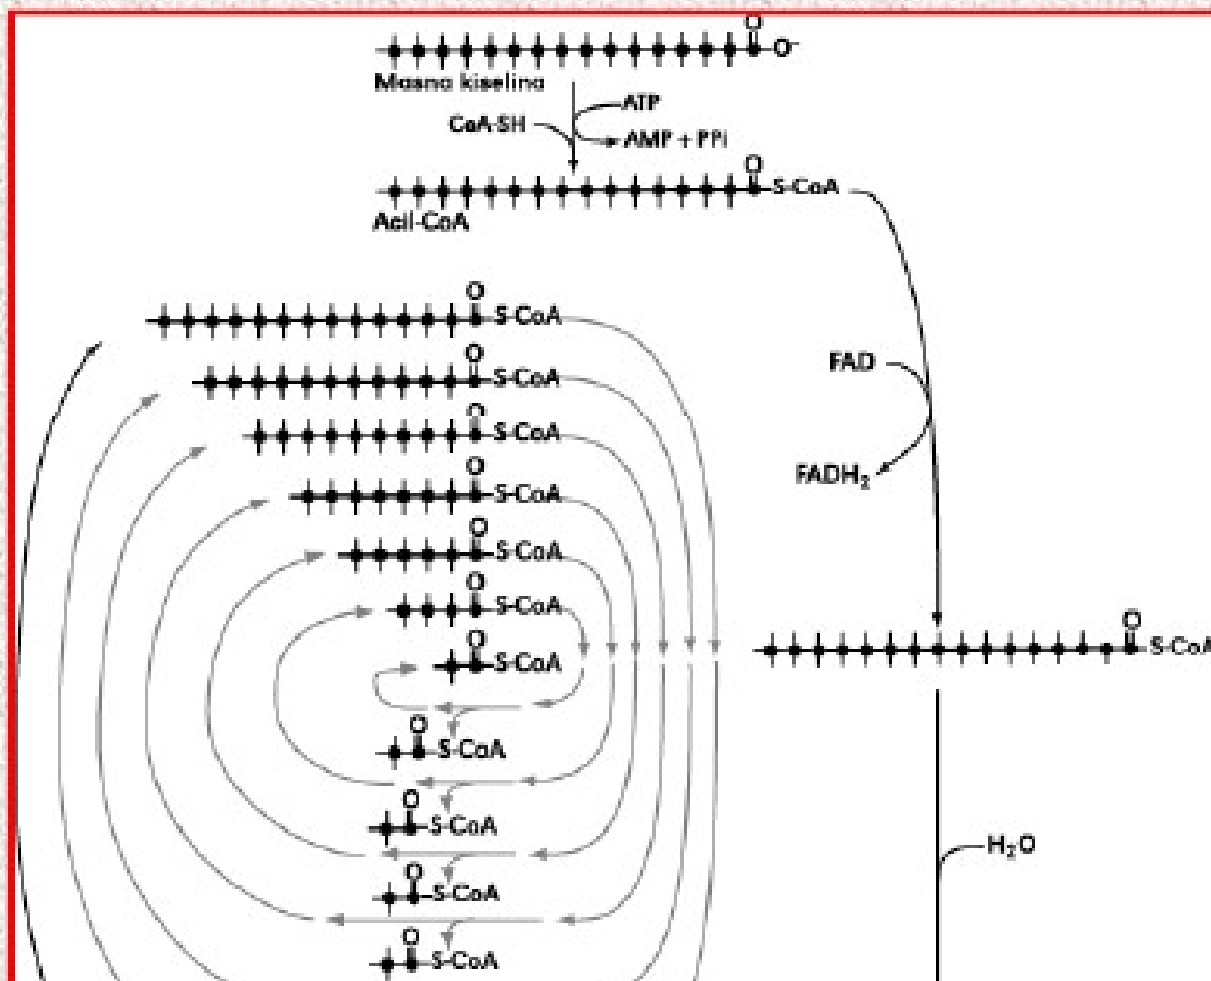 O
O-
Masna kiselina
ATP
CoA-SH
AMP + PPi
O
S-CoA
Acil-CoA
O
S-CoA
O
S-CoA
FAD
O
S-CoA
O
FADH2
S-CoA
O
S-CoA
O
S-CoA
O
O
S-CoA
S-CoA
O
S-CoA
O
S-CoA
H2O
O
S-CoA
O
S-CoA